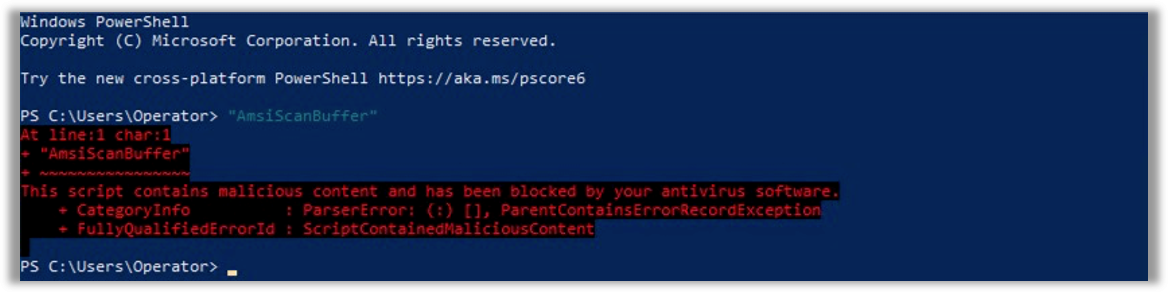 Windows PowerShell
Copyright (C) Microsoft Corporation. All rights reserved.
Try the new cross-platform PowerShell https://aka.ms/pscore6
PS C:\Users\Operator> "AmsiScanBuffer"
At line:1 char:1
+ "AmsiScanBuffer"
+ ~~~~~~~~~~~~~~~~
This script contains malicious content and has been blocked by your antivirus software.
    + CategoryInfo          : ParserError: (:) [], ParentContainsErrorRecordException
    + FullyQualifiedErrorId : ScriptContainedMaliciousContent
PS C:\Users\Operator>